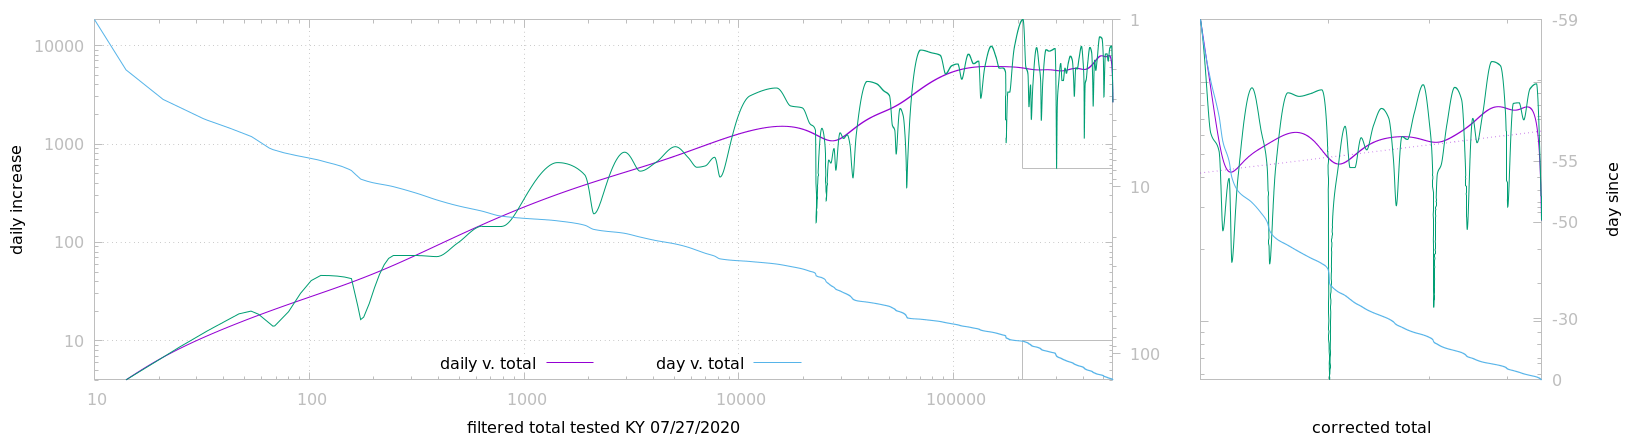 10000
1000
100
10
daily increase
10
100
1000
10000
100000
filtered total tested KY 07/27/2020
daily v. total
day v. total
1
10
100
-59
-55
-50
-30
0
day since
corrected total